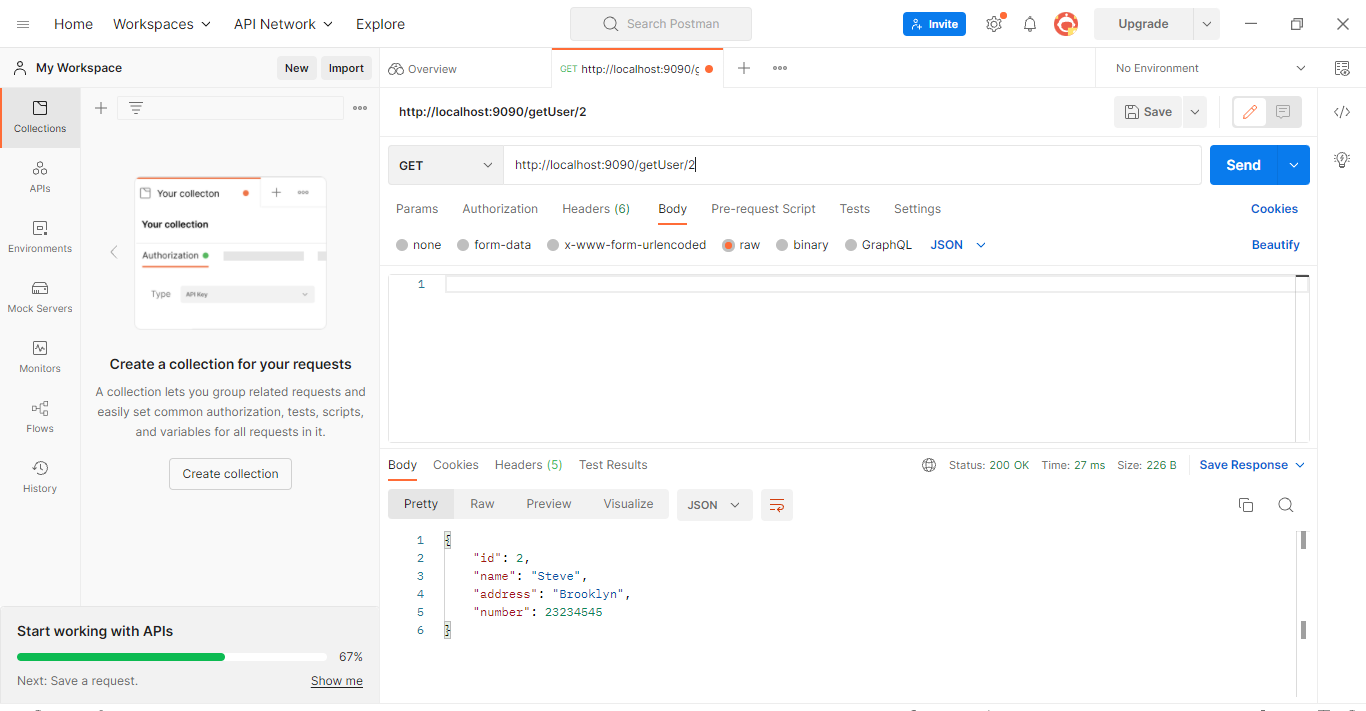 Home Workspaces API Network Explore Search Postman Invite Upgrade
My Workspace New Import Overview GET http://localhost:9090/g No Environment
Collections
APIs
Environments
Mock Servers
Monitors
Flows
History
Your collecton
Your collection
Authorization
Type API Key
Create a collection for your requests
A collection lets you group related requests and
easily set common authorization, tests, scripts,
and variables for all requests in it.
Create collection
Start working with APIs
67%
Next: Save a request. Show me
http://localhost:9090/getUser/2 Save
GET http://localhost:9090/getUser/2 Send
Params Authorization Headers (6) Body Pre-request Script Tests Settings Cookies
none form-data x-www-form-urlencoded raw binary GraphQL JSON Beautify
1
Body Cookies Headers (5) Test Results Status: 200 OK Time: 27 ms Size: 226 B Save Response
Pretty Raw Preview Visualize JSON
1 {
2 "id": 2,
3 "name": "Steve",
4 "address": "Brooklyn",
5 "number": 23234545
6 }